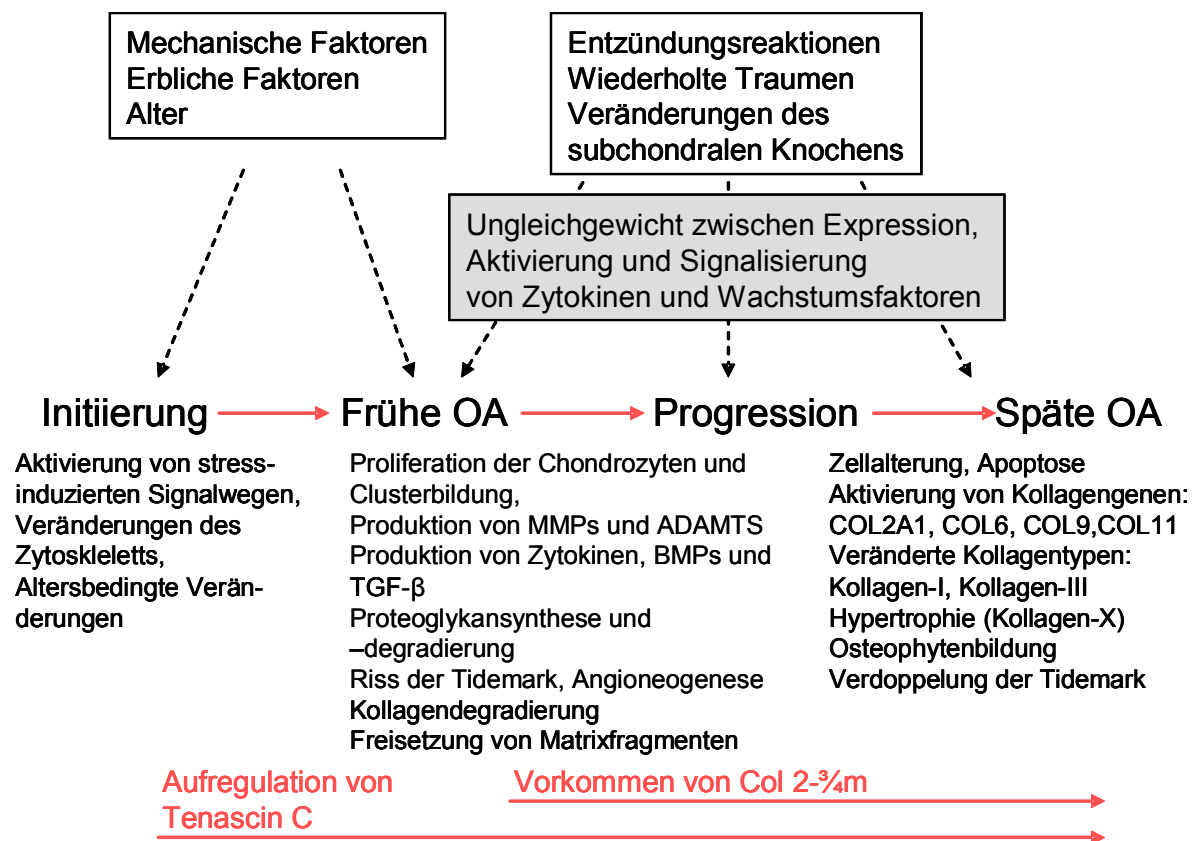 Mechanische Faktoren
Erbliche Faktoren
Alter
Entzündungsreaktionen
Wiederholte Traumen
Veränderungen des
subchondralen Knochens
Ungleichgewicht zwischen Expression,
Aktivierung und Signalisierung
von Zytokinen und Wachstumsfaktoren
Initiierung
Frühe OA
Progression
Späte OA
Aktivierung von stress-
induzierten Signalwegen,
Veränderungen des
Zytoskleletts,
Altersbedingte Verän-
derungen
Proliferation der Chondrozyten und
Clusterbildung,
Produktion von MMPs und ADAMTS
Produktion von Zytokinen, BMPs und
TGF-β
Proteoglykansynthese und
–degradierung
Riss der Tidemark, Angioneogenese
Kollagendegradierung
Freisetzung von Matrixfragmenten
Zellalterung, Apoptose
Aktivierung von Kollagengenen:
COL2A1, COL6, COL9,COL11
Veränderte Kollagentypen:
Kollagen-I, Kollagen-III
Hypertrophie (Kollagen-X)
Osteophytenbildung
Verdoppelung der Tidemark
Aufregulation von
Tenascin C
Vorkommen von Col 2-¾m